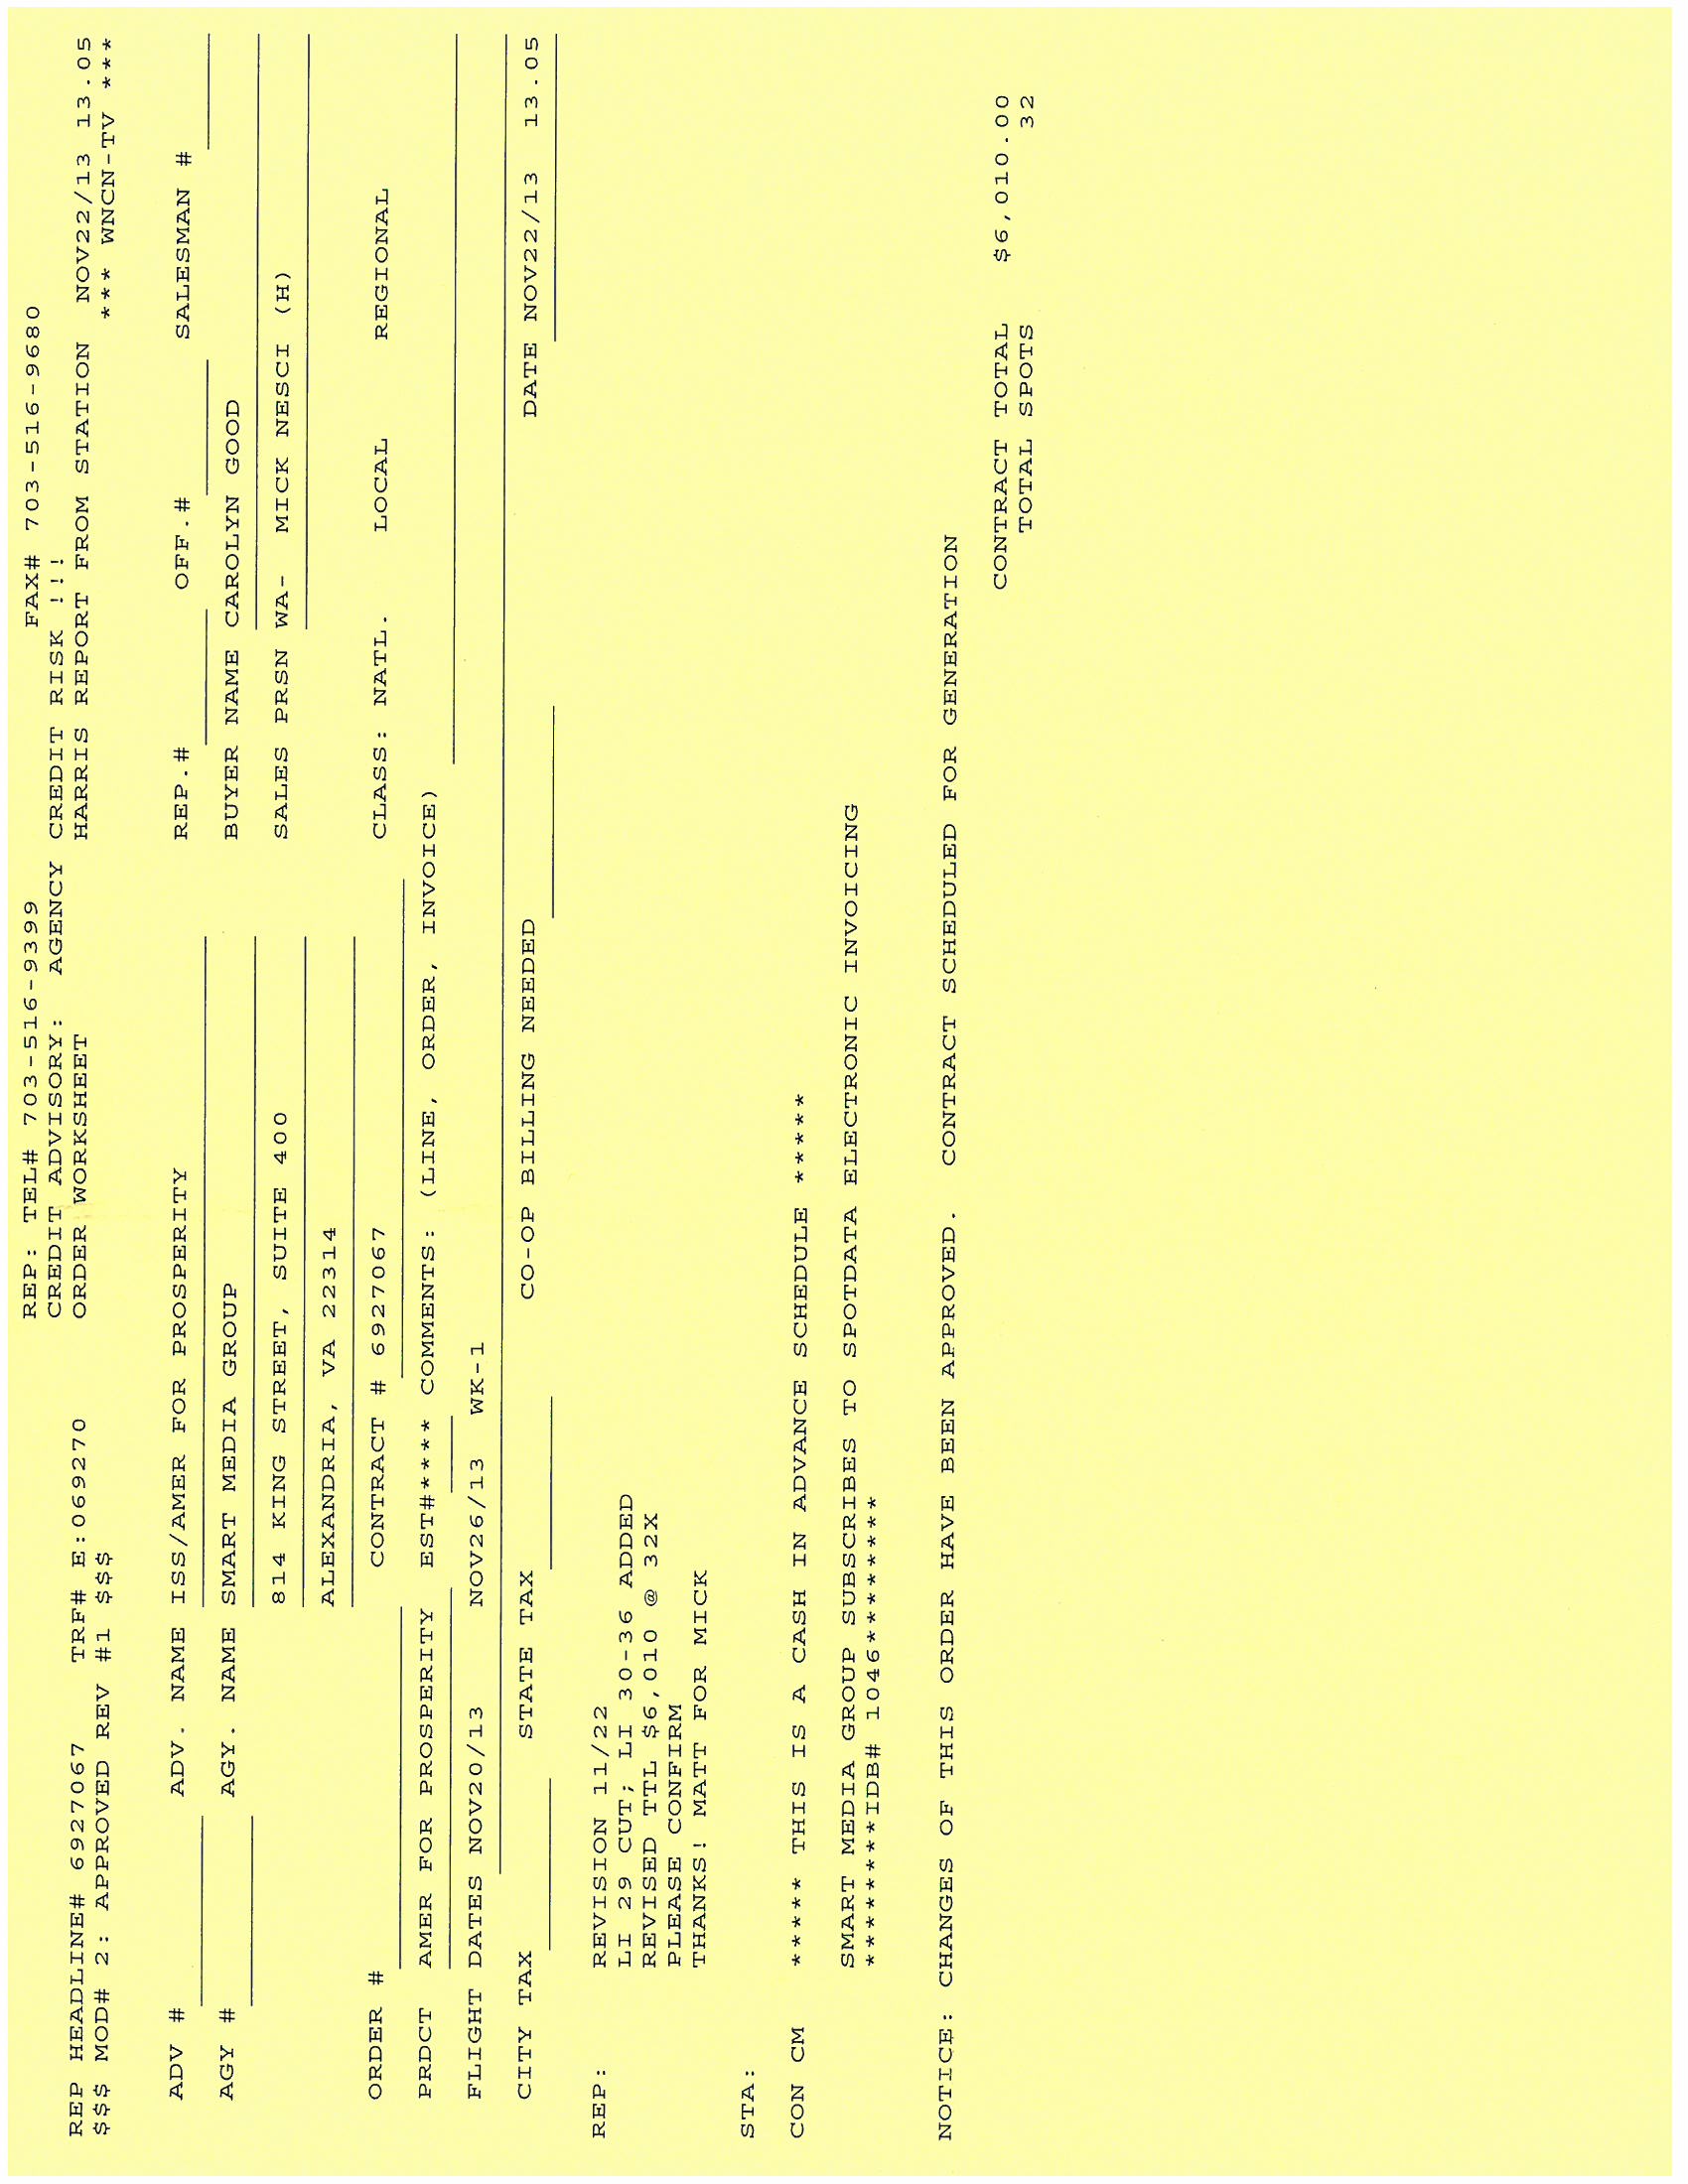 REP: TEL# 703-516-9399 FAX# 703-516-9680
CREDIT ADVISORY: AGENCY CREDIT RISK !!!
REP HEADLINE# 6927067 TRF# E:069270 ORDER WORKSHEET HARRIS REPORT FROM STATION NOV22/13 13.05
$$$ MOD# 2: APPROVED REV #1 $$$ *** WNCN-TV ***
ADV # ADV. NAME ISS/AMER FOR PROSPERITY REP.# OFF.# SALESMAN #
AGY # AGY. NAME SMART MEDIA GROUP BUYER NAME CAROLYN GOOD
814 KING STREET, SUITE 400 SALES PRSN WA- MICK NESCI (H)
ALEXANDRIA, VA 22314
ORDER # CONTRACT # 6927067 CLASS: NATL. LOCAL REGIONAL
PRDCT AMER FOR PROSPERITY EST#**** COMMENTS: (LINE, ORDER, INVOICE)
FLIGHT DATES NOV20/13 NOV26/13 WK-1
CITY TAX STATE TAX CO-OP BILLING NEEDED DATE NOV22/13 13.05
REP: REVISION 11/22
LI 29 CUT; LI 30-36 ADDED
REVISED TTL $6,010 @ 32X
PLEASE CONFIRM
THANKS! MATT FOR MICK
STA:
CON CM ***** THIS IS A CASH IN ADVANCE SCHEDULE *****
SMART MEDIA GROUP SUBSCRIBES TO SPOTDATA ELECTRONIC INVOICING
**********IDB# 1046**********
NOTICE: CHANGES OF THIS ORDER HAVE BEEN APPROVED. CONTRACT SCHEDULED FOR GENERATION
CONTRACT TOTAL $6,010.00
TOTAL SPOTS 32